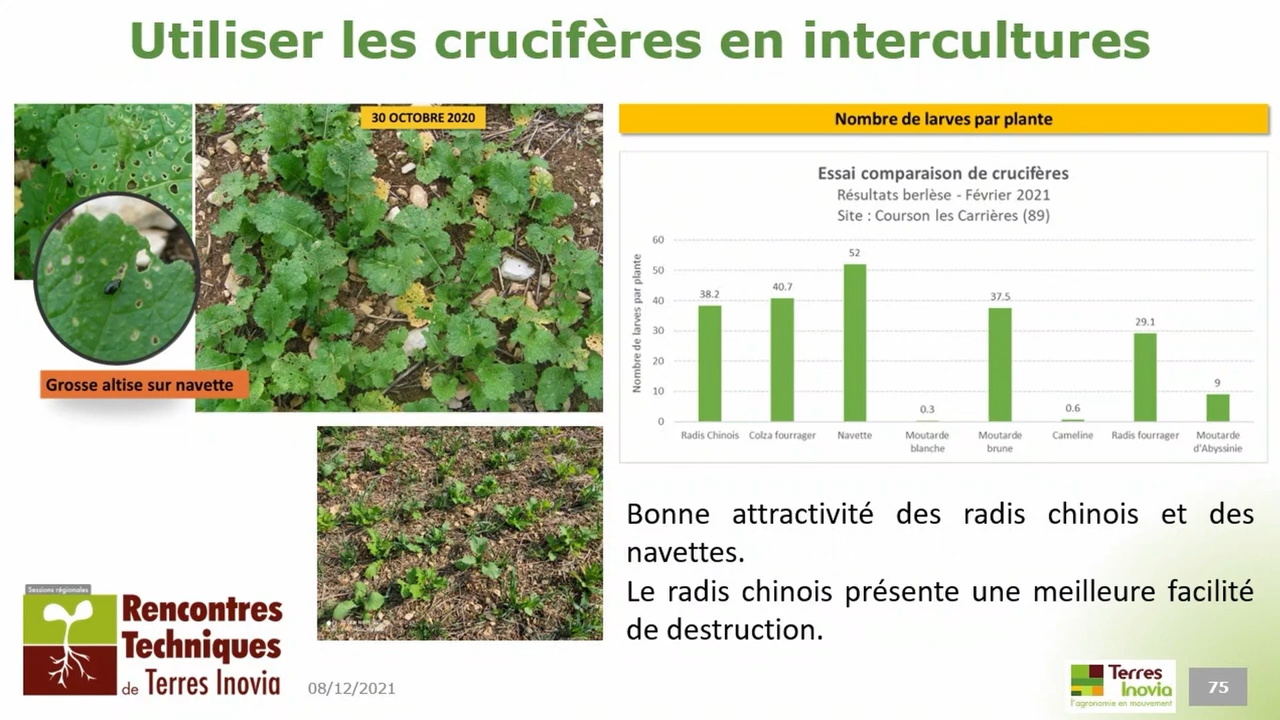 Utiliser les crucifères en intercultures
30 OCTOBRE 2020
Grosse altise sur navette
Nombre de larves par plante
Essai comparaison de crucifères
Résultats berlèse - Février 2021
Site : Courson les Carrières (89)
Nombre de larves par plante
60
50
40
30
20
10
0
38.2
40.7
52
0.3
37.5
0.6
29.1
9
Radis Chinois
Colza fourrager
Navette
Moutarde
blanche
Moutarde
brune
Cameline
Radis fourrager
Moutarde
d'Abyssinie
Bonne attractivité des radis chinois et des
navettes.
Le radis chinois présente une meilleure facilité
de destruction.
Sessions régionales
Rencontres
Techniques
de Terres Inovia
08/12/2021
Terres
Inovia
l'agronomie en mouvement
75